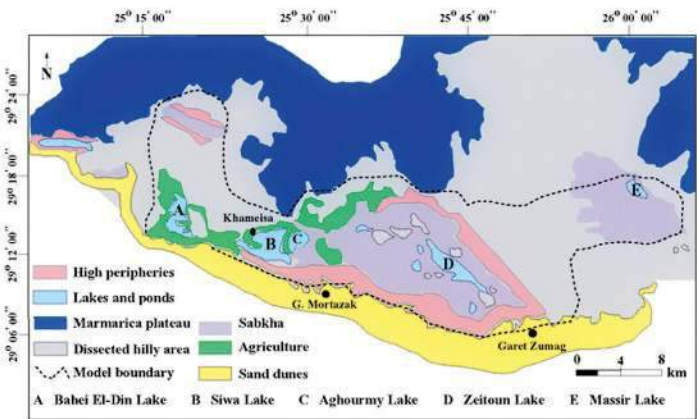 25° 15' 00'' 25° 30' 00'' 25° 45' 00'' 26° 00' 00''
N
29° 24' 00''
29° 18' 00''
29° 12' 00''
29° 06' 00''
A
Khameisa
B
C
D
E
G. Mortazak
Garet Zumag
High peripheries
Lakes and ponds
Marmarica plateau
Dissected hilly area
Model boundary
Sabkha
Agriculture
Sand dunes
0 4 8
km
A Bahei El-Din Lake B Siwa Lake C Aghourmy Lake D Zeitoun Lake E Massir Lake